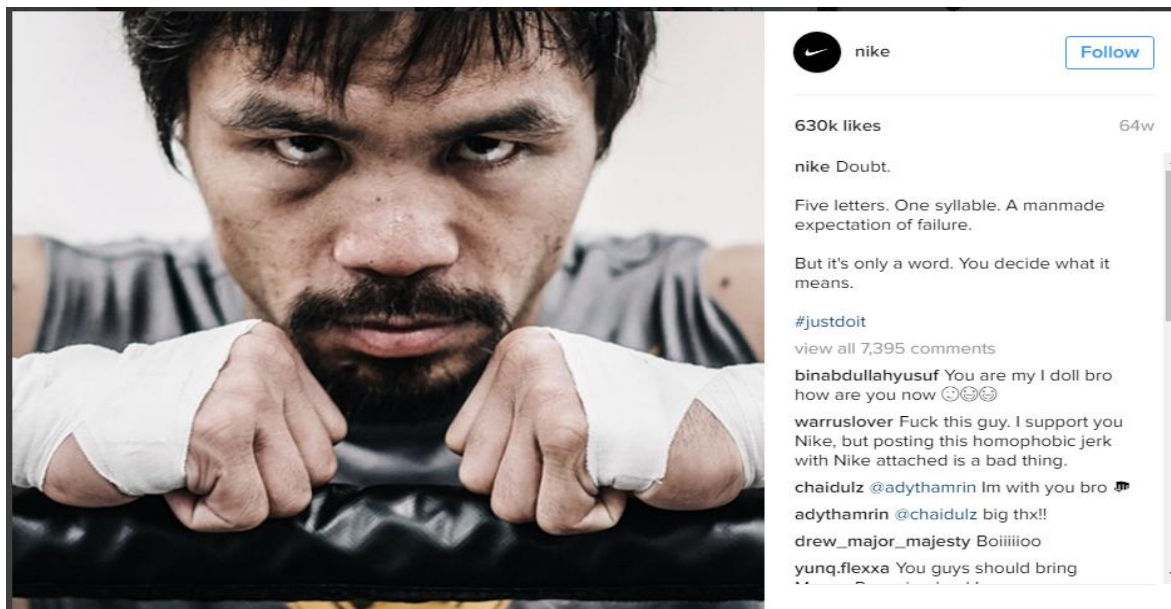 nike
Follow
630k likes
64w
nike Doubt.
Five letters. One syllable. A manmade
expectation of failure.
But it's only a word. You decide what it
means.
#justdoit
view all 7,395 comments
binabdullahyusuf You are my I doll bro
how are you now
warruslover Fuck this guy. I support you
Nike, but posting this homophobic jerk
with Nike attached is a bad thing.
chaidulz @adythamrin Im with you bro
adythamrin @chaidulz big thx!!
drew_major_majesty Boiiiiioo
yunq.flexxa You guys should bring